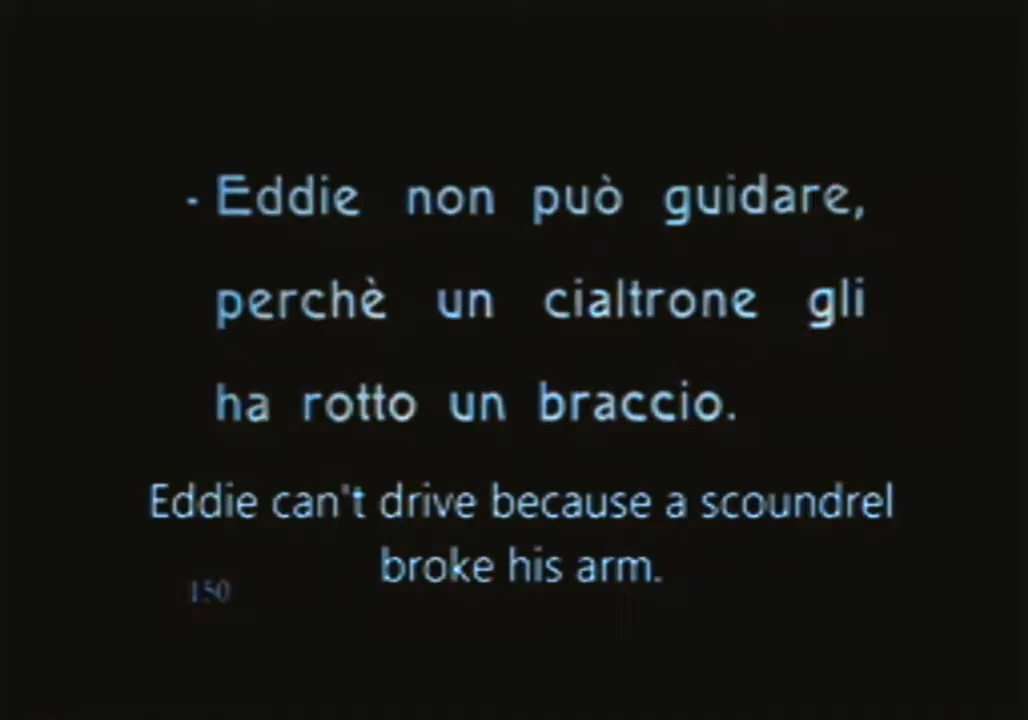 - Eddie non può guidare,
perchè un cialtrone gli
ha rotto un braccio.
Eddie can't drive because a scoundrel
broke his arm.
150